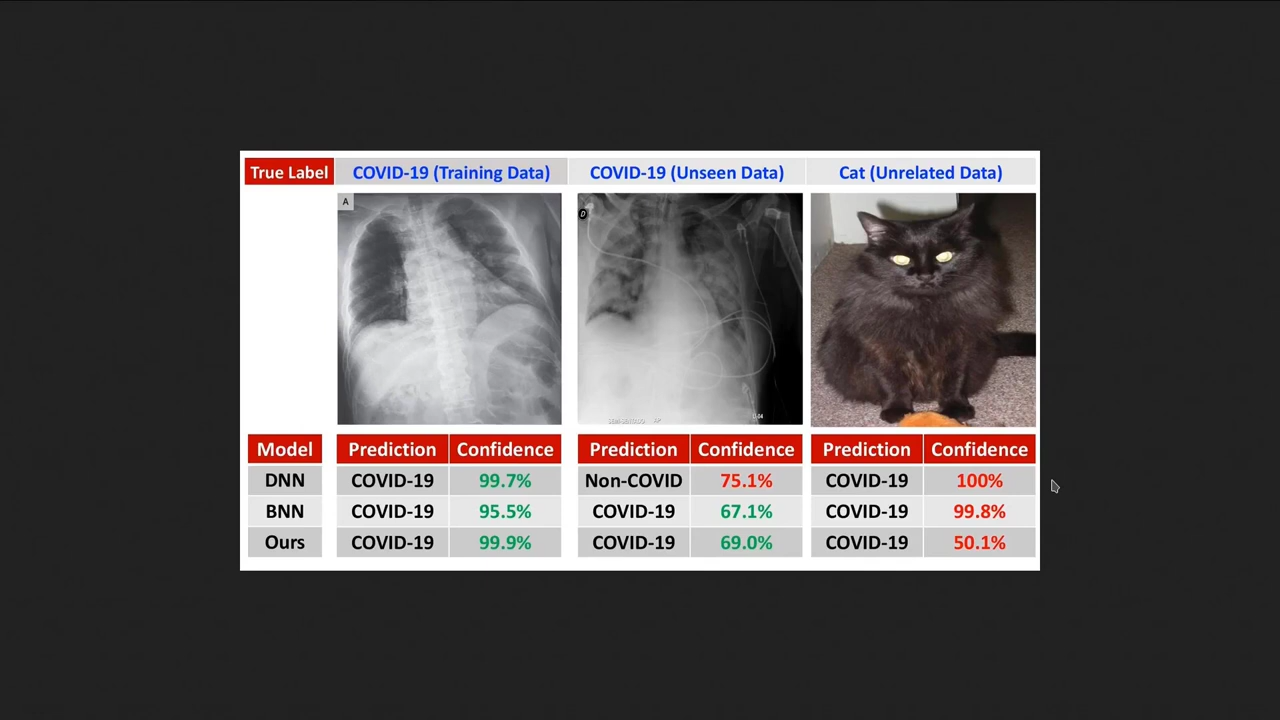 True Label COVID-19 (Training Data) COVID-19 (Unseen Data) Cat (Unrelated Data)
A
D
Model Prediction Confidence Prediction Confidence Prediction Confidence
DNN COVID-19 99.7% Non-COVID 75.1% COVID-19 100%
BNN COVID-19 95.5% COVID-19 67.1% COVID-19 99.8%
Ours COVID-19 99.9% COVID-19 69.0% COVID-19 50.1%